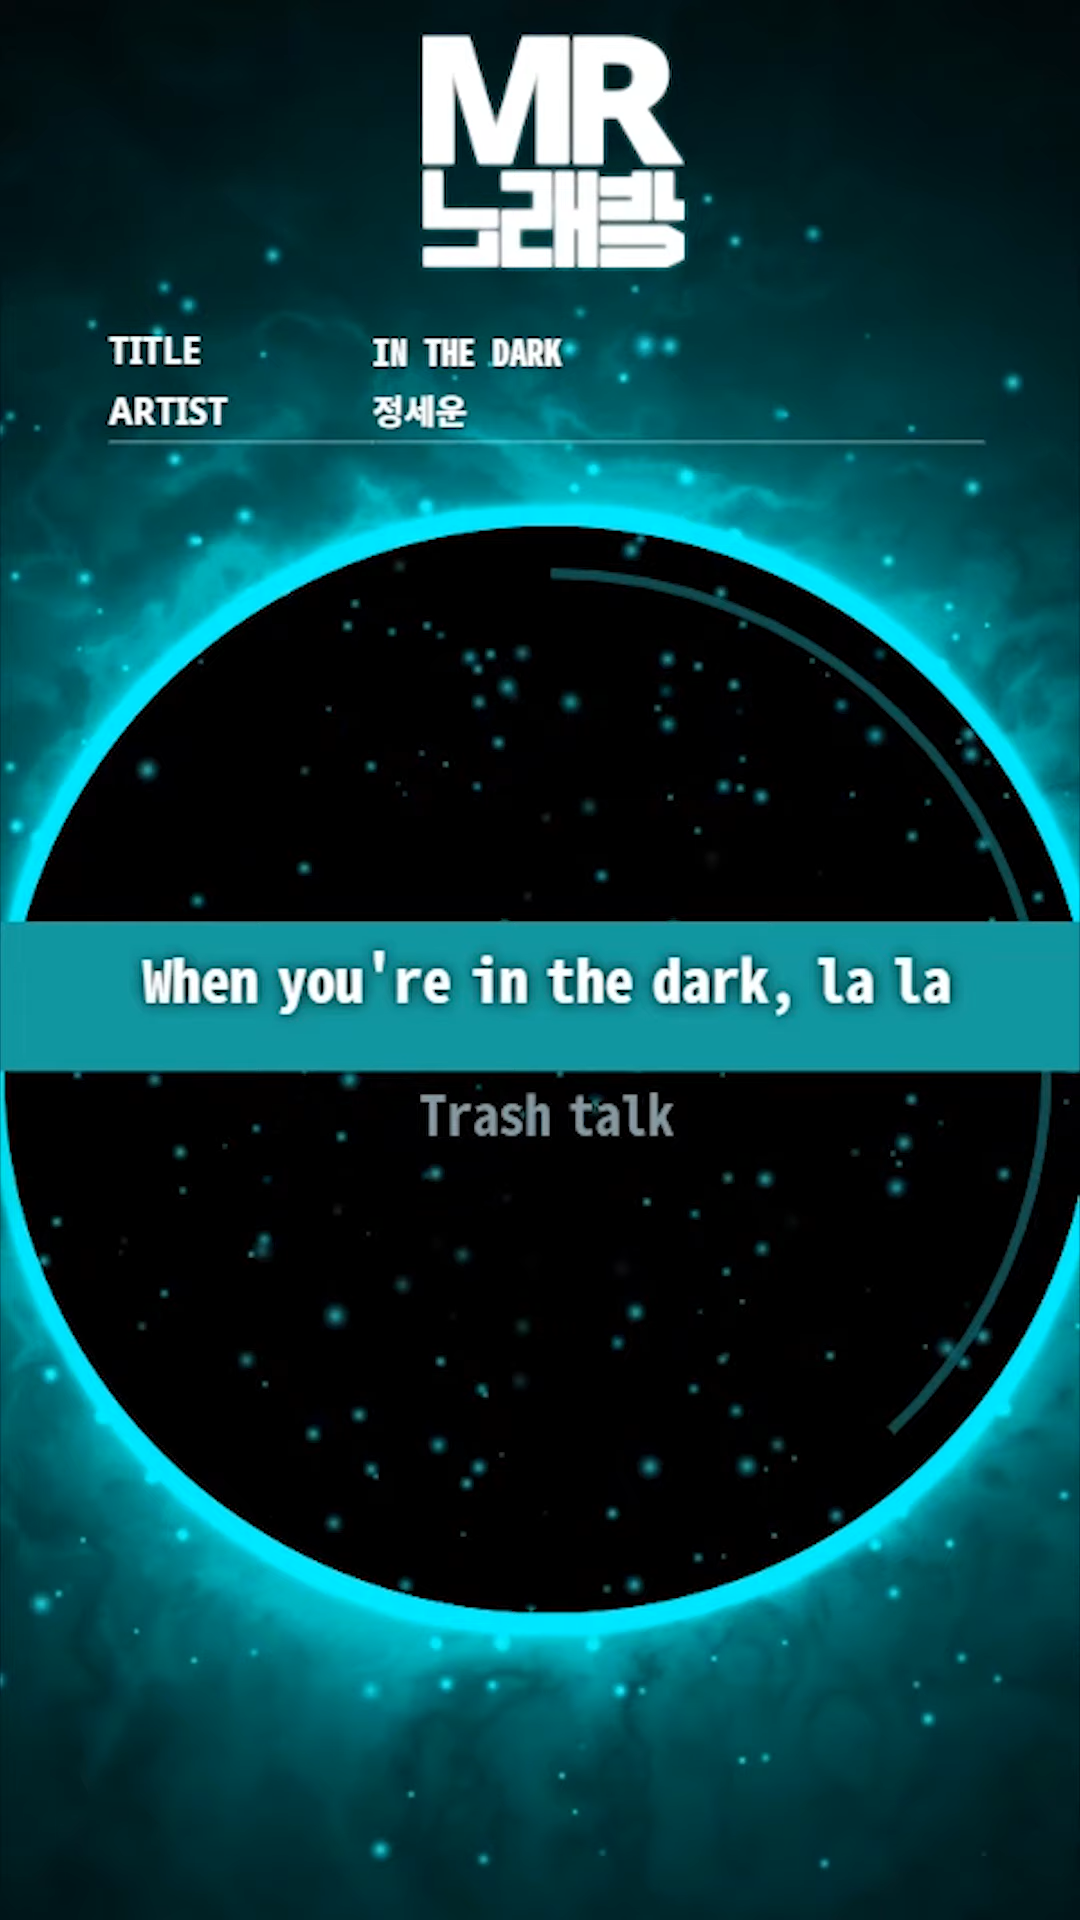 MR
노래방
TITLE IN THE DARK
ARTIST 정세운
When you're in the dark, la la
Trash talk